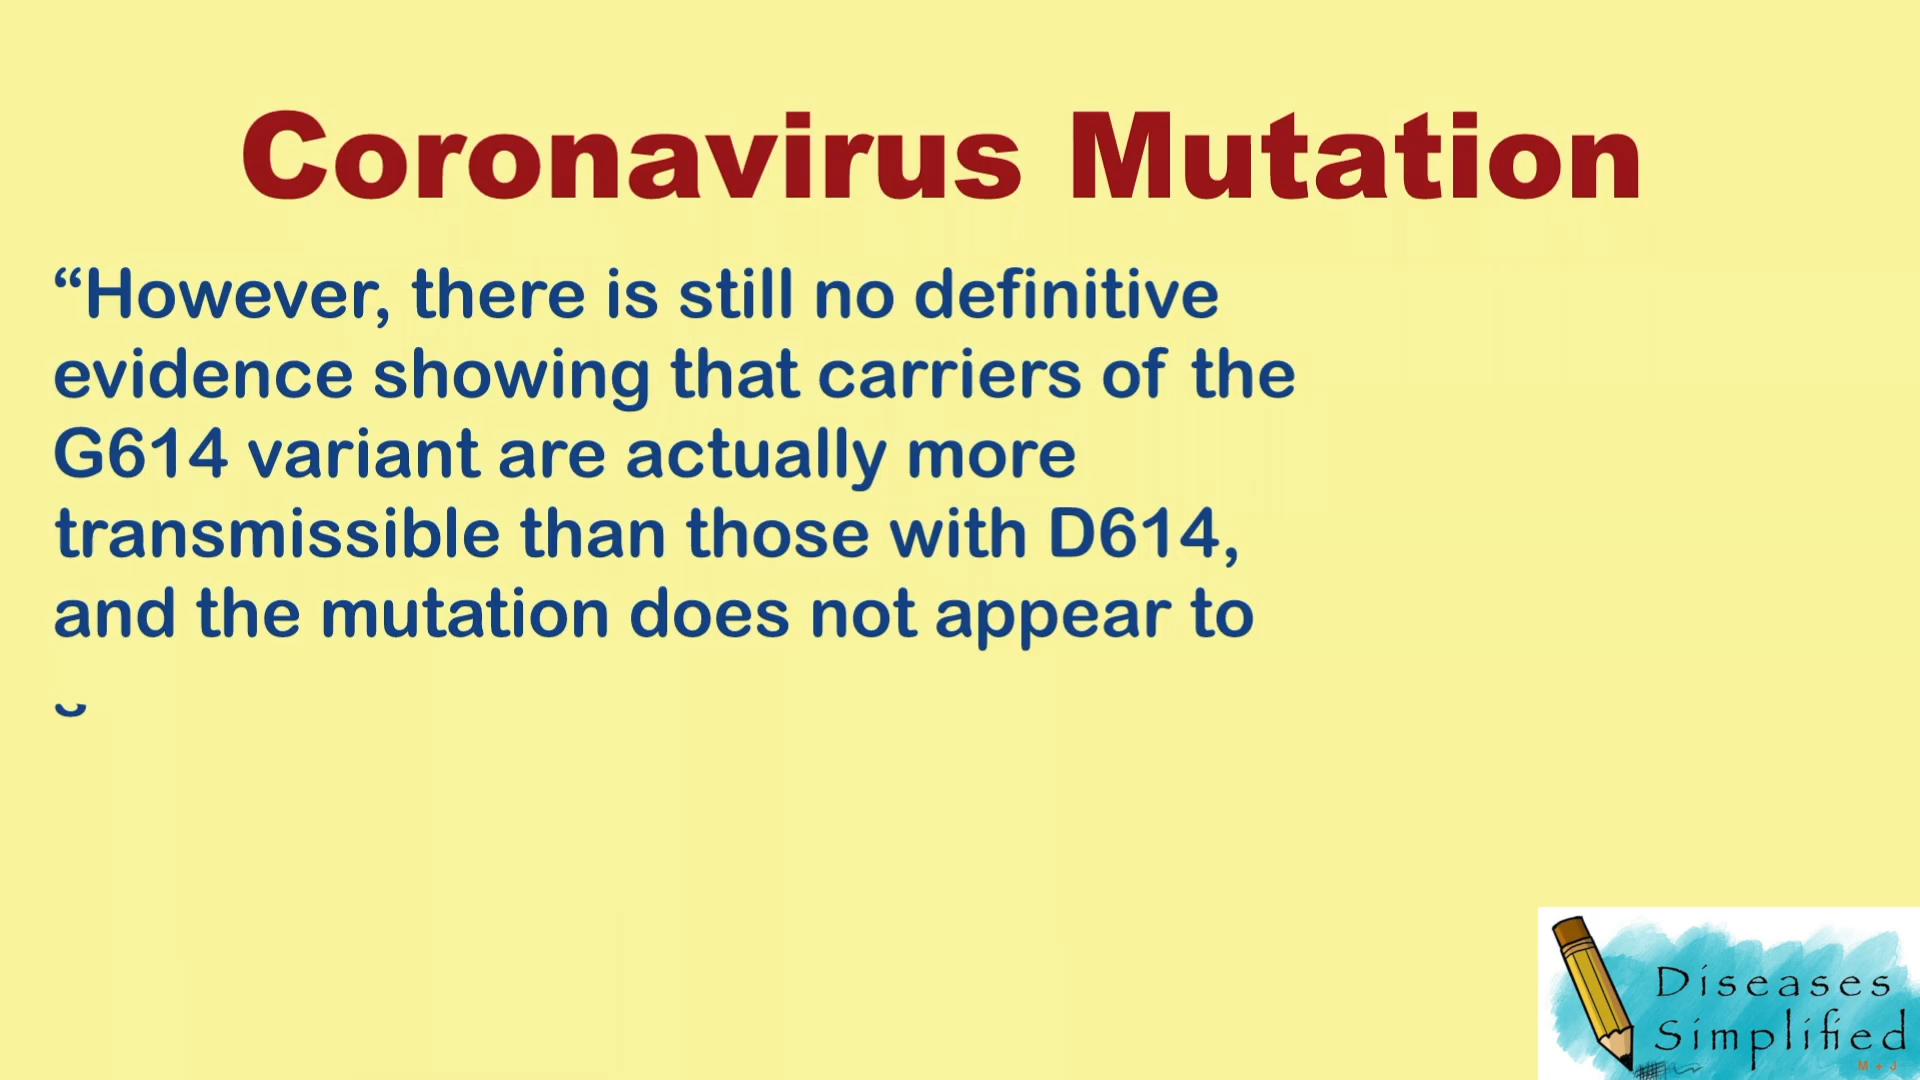 Coronavirus Mutation
“However, there is still no definitive
evidence showing that carriers of the
G614 variant are actually more
transmissible than those with D614,
and the mutation does not appear to
Diseases
Simplified
M + J